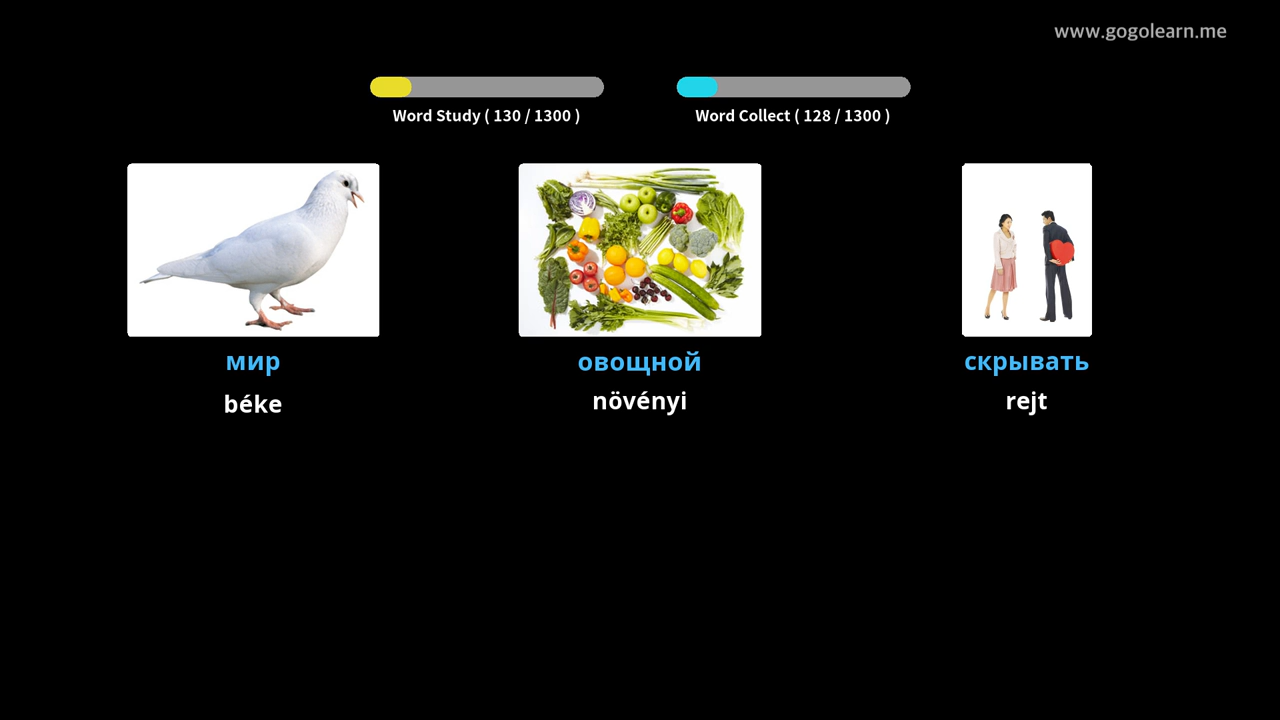 www.gogolearn.me
Word Study ( 130 / 1300 )
Word Collect ( 128 / 1300 )
мир
овощной
скрывать
béke
növényi
rejt